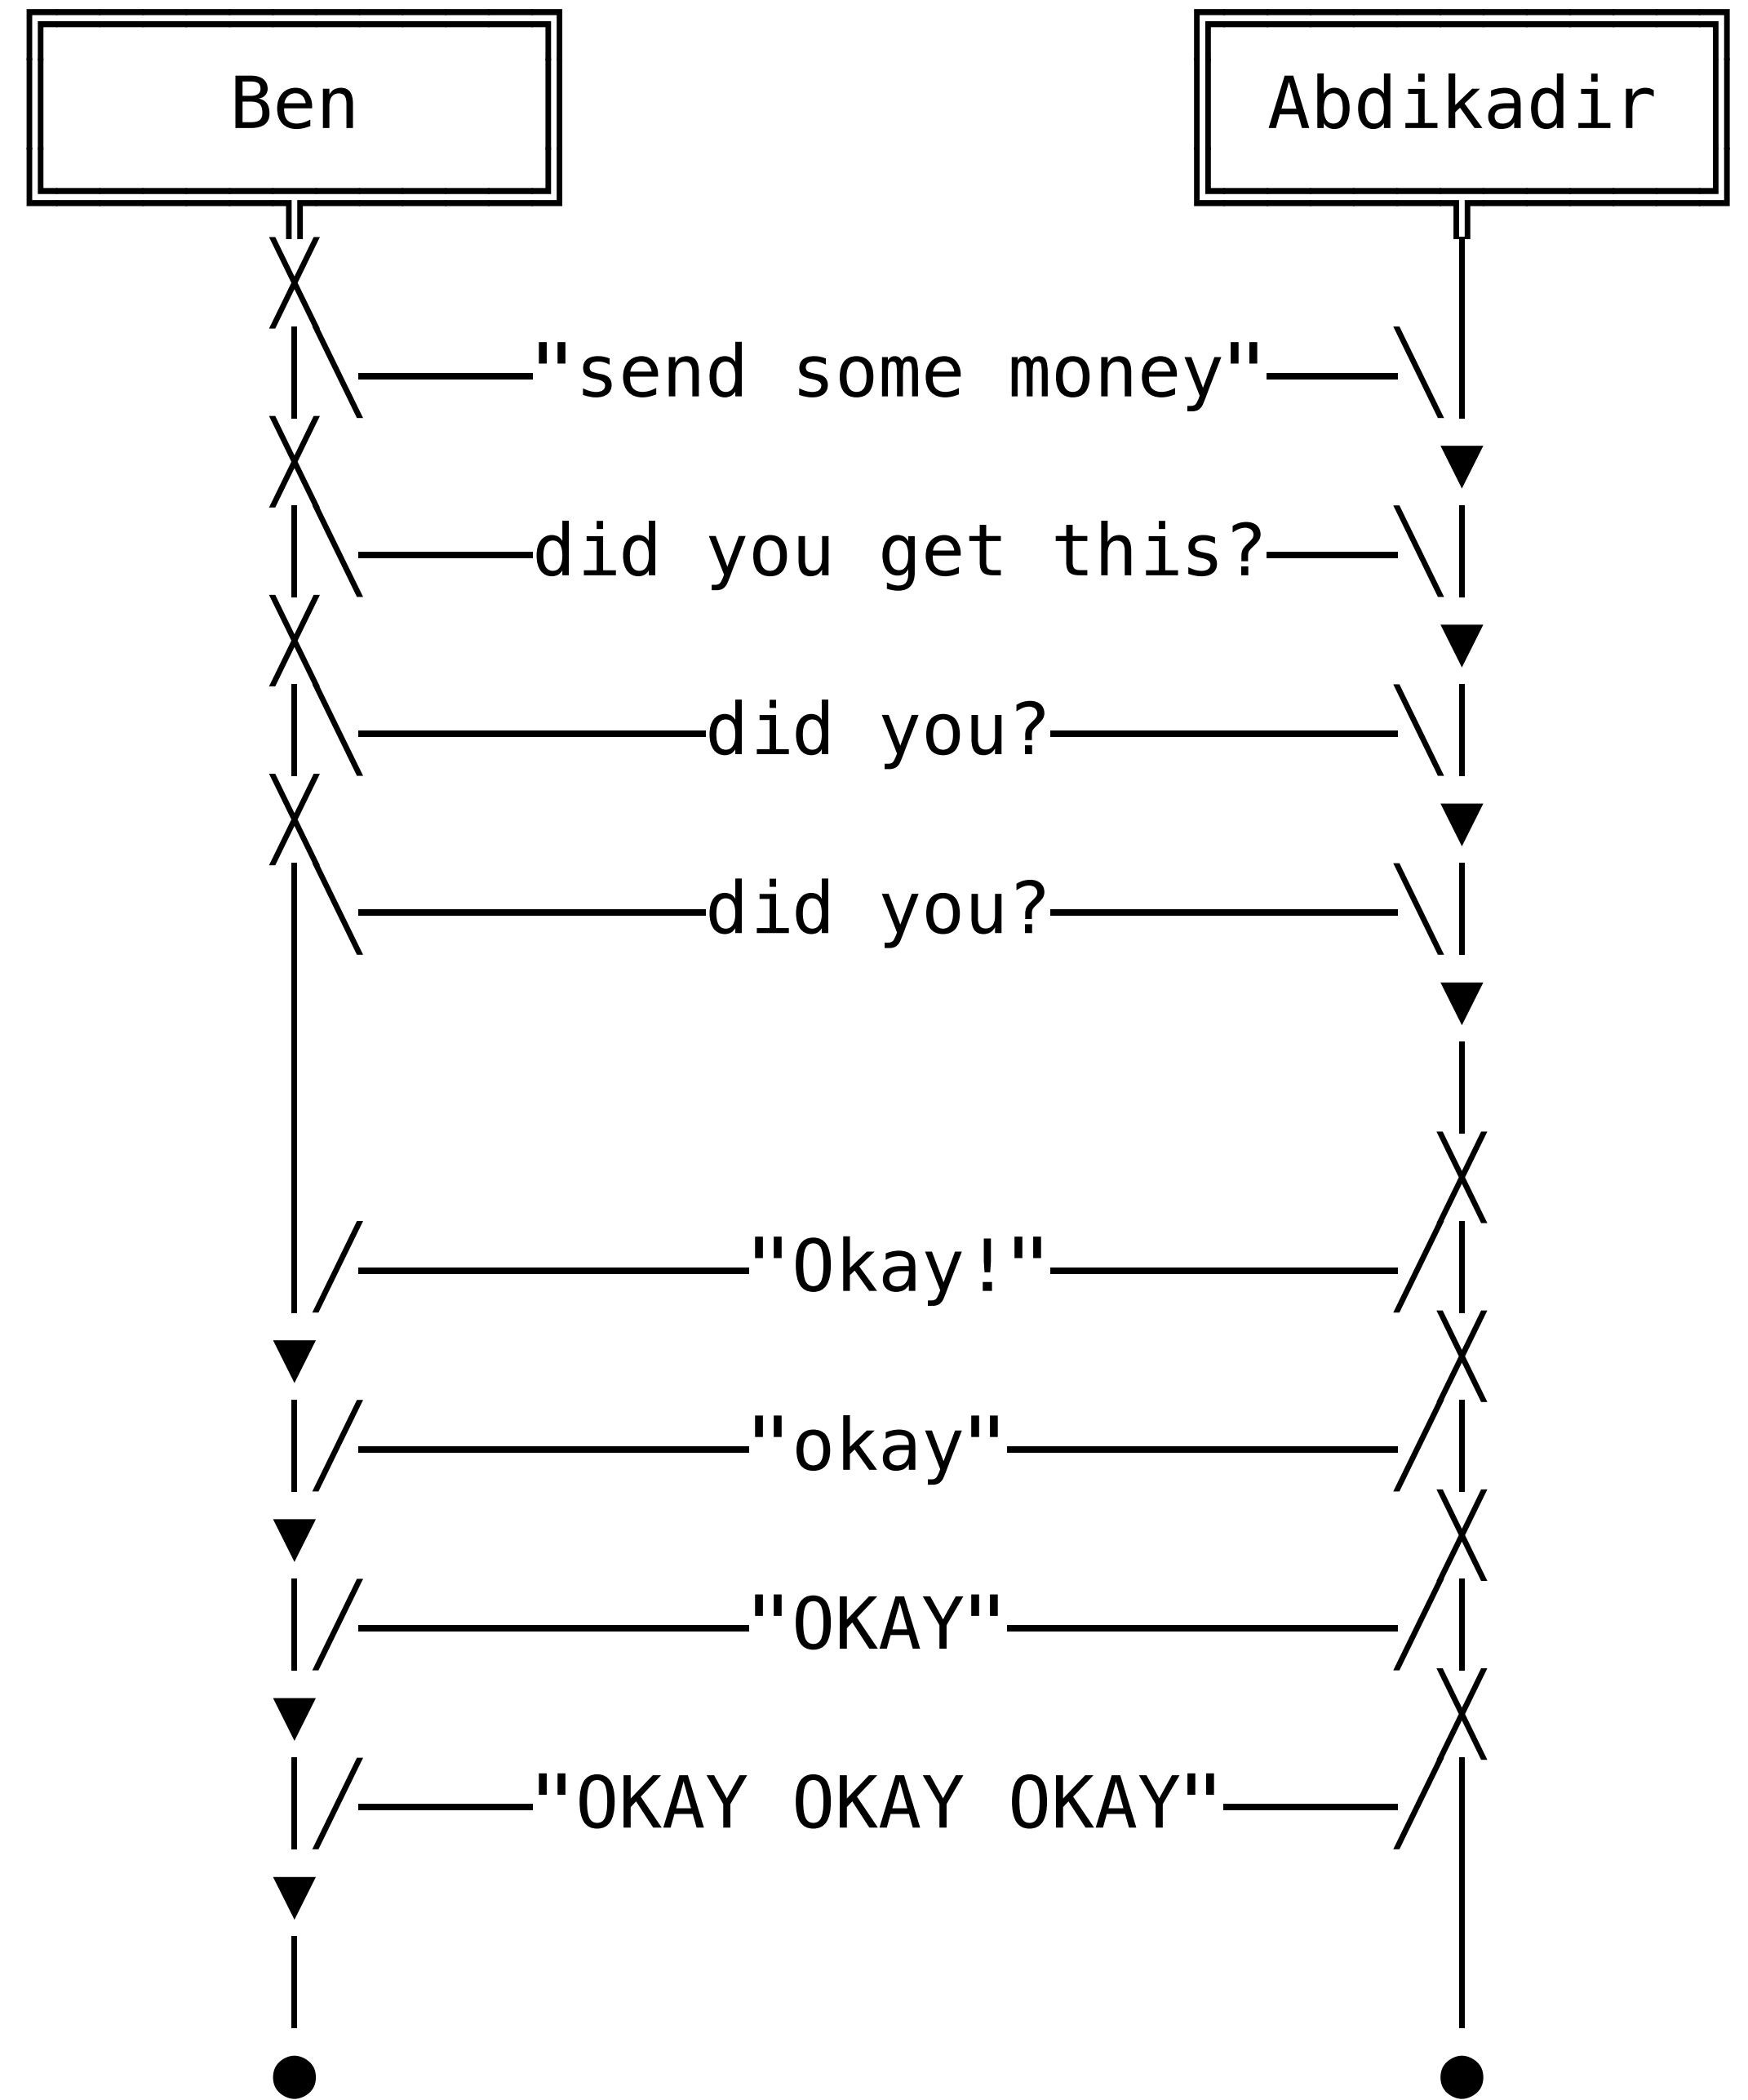 Ben Abdikadir
"send some money"
did you get this?
did you?
did you?
"Okay!"
"okay"
"OKAY"
"OKAY OKAY OKAY"